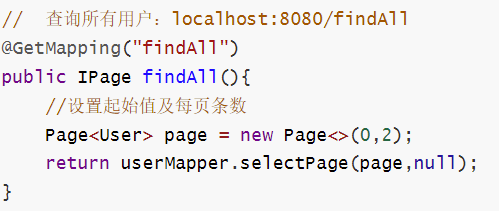 //  查询所有用户：localhost:8080/findAll
@GetMapping("findAll")
public IPage findAll(){
    //设置起始值及每页条数
    Page<User> page = new Page<>(0,2);
    return userMapper.selectPage(page,null);
}